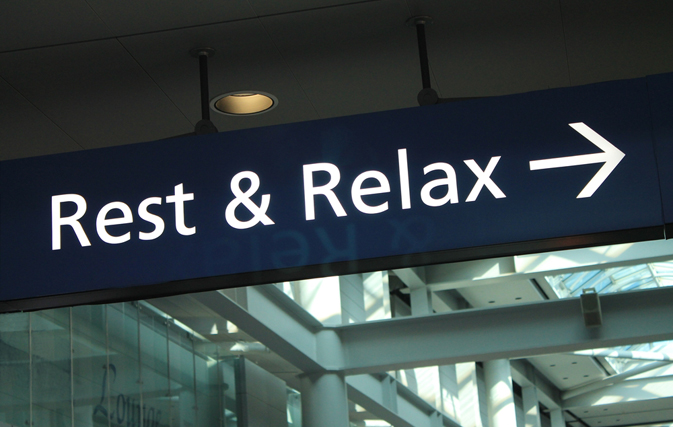 Rest & Relax →